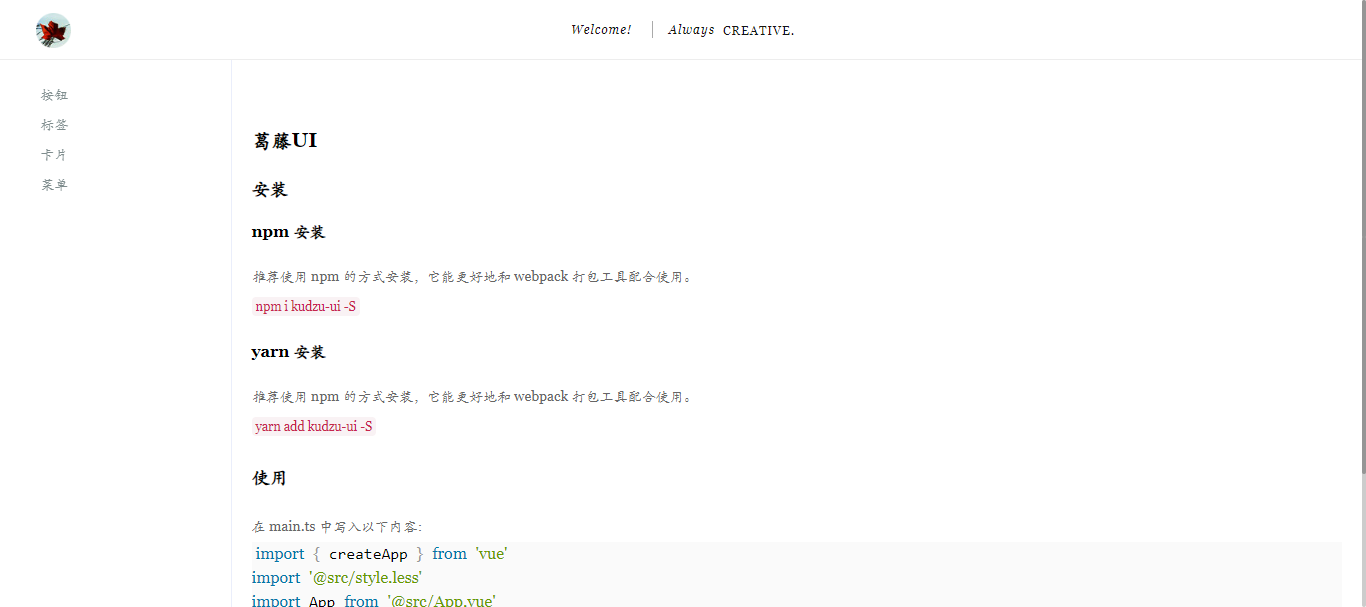 Welcome! Always CREATIVE.
按钮
标签
卡片
菜单
葛藤UI
安装
npm 安装
推荐使用 npm 的方式安装，它能更好地和 webpack 打包工具配合使用。
npm i kudzu-ui -S
yarn 安装
推荐使用 npm 的方式安装，它能更好地和 webpack 打包工具配合使用。
yarn add kudzu-ui -S
使用
在 main.ts 中写入以下内容：
import { createApp } from 'vue'
import '@src/style.less'
import App from '@src/App.vue'